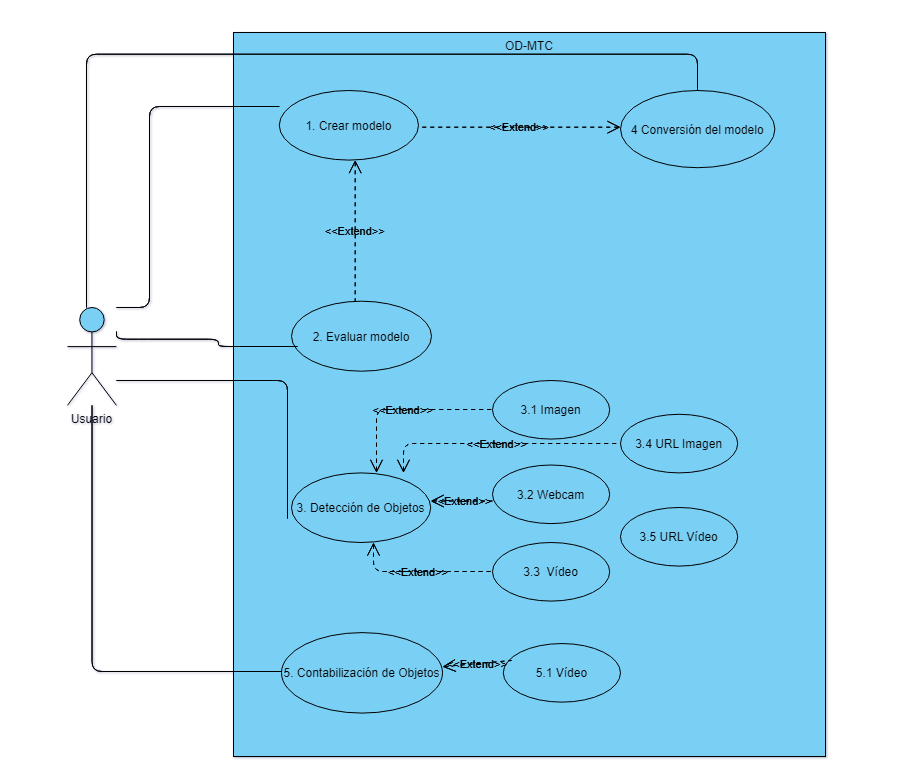 OD-MTC
1. Crear modelo
<<Extend>>
4 Conversión del modelo
<<Extend>>
2. Evaluar modelo
Usuario
<<Extend>>
3.1 Imagen
<<Extend>>
3.4 URL Imagen
3. Detección de Objetos
<<Extend>>
3.2 Webcam
3.5 URL Vídeo
<<Extend>>
3.3 Vídeo
5. Contabilización de Objetos
<<Extend>>
5.1 Vídeo